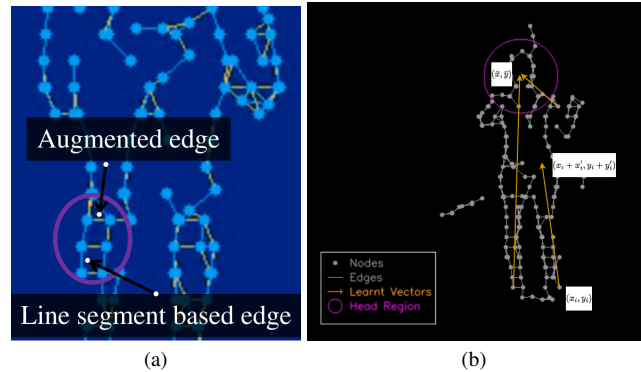 Augmented edge
Line segment based edge
(a)
(x̄, ȳ)
(xᵢ + x′ᵢ, yᵢ + y′ᵢ)
(xᵢ, yᵢ)
Nodes
Edges
Learnt Vectors
Head Region
(b)